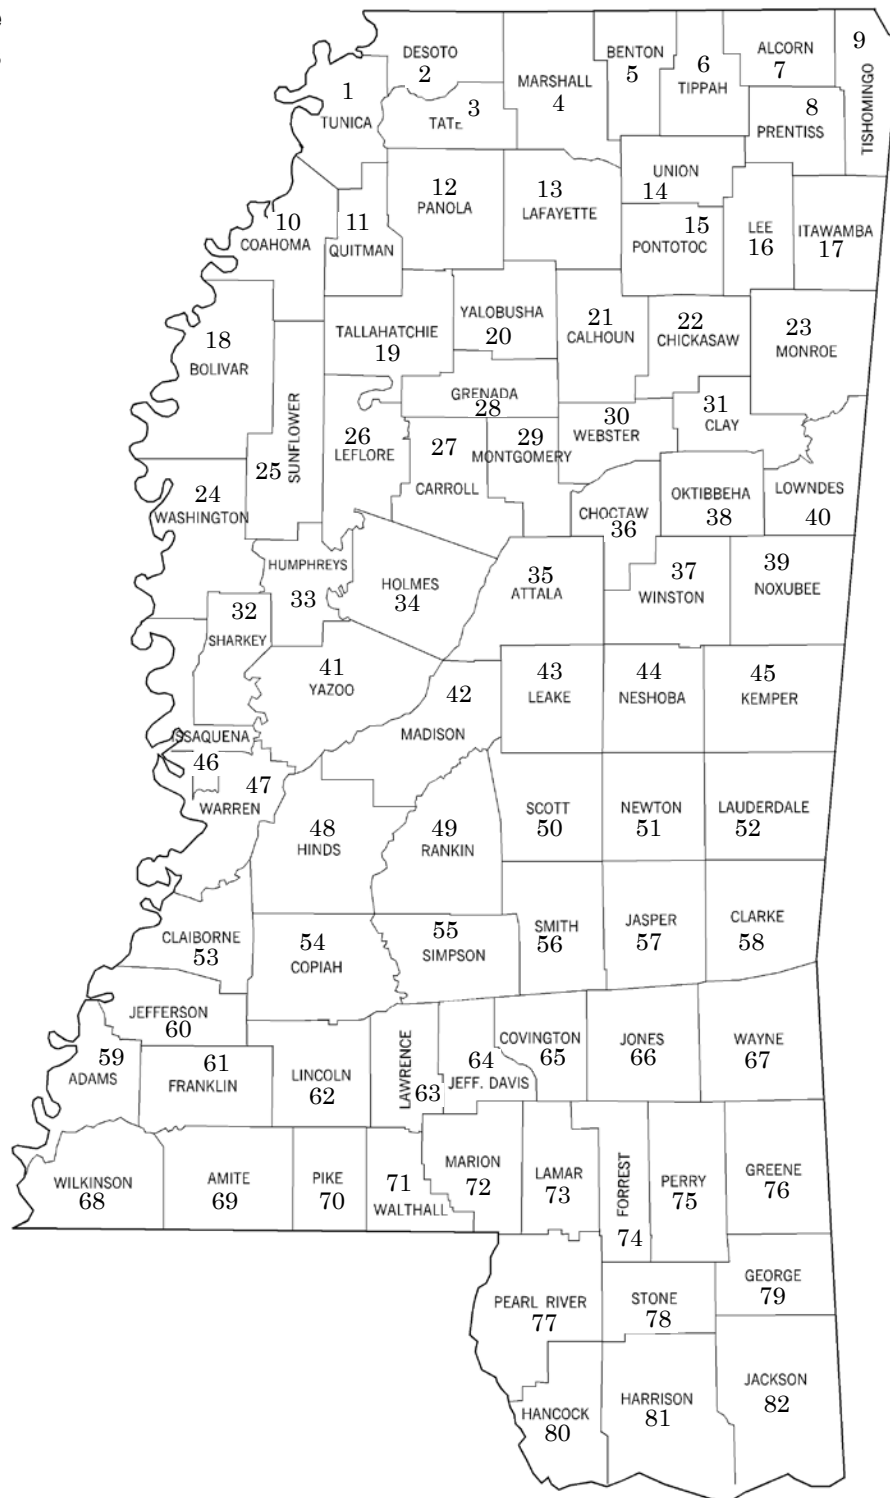 DESOTO
2
BENTON
5
6
TIPPAH
ALCORN
7
9
TISHOMINGO
1
TUNICA
3
TATE
MARSHALL
4
8
PRENTISS
12
PANOLA
13
LAFAYETTE
UNION
14
10
COAHOMA
11
QUITMAN
15
PONTOTOC
LEE
16
ITAWAMBA
17
18
BOLIVAR
TALLAHATCHIE
19
YALOBUSHA
20
21
CALHOUN
22
CHICKASAW
23
MONROE
GRENADA
28
SUNFLOWER
25
26
LEFLORE
27
CARROLL
29
MONTGOMERY
30
WEBSTER
31
CLAY
24
WASHINGTON
CHOCTAW
36
OKTIBBEHA
38
LOWNDES
40
HUMPHREYS
33
HOLMES
34
35
ATTALA
37
WINSTON
39
NOXUBEE
32
SHARKEY
41
YAZOO
42
MADISON
43
LEAKE
44
NESHOBA
45
KEMPER
ISSAQUENA
46
47
WARREN
48
HINDS
49
RANKIN
SCOTT
50
NEWTON
51
LAUDERDALE
52
CLAIBORNE
53
54
COPIAH
55
SIMPSON
SMITH
56
JASPER
57
CLARKE
58
JEFFERSON
60
59
ADAMS
61
FRANKLIN
LINCOLN
62
LAWRENCE
63
64
JEFF. DAVIS
COVINGTON
65
JONES
66
WAYNE
67
WILKINSON
68
AMITE
69
PIKE
70
71
WALTHALL
MARION
72
LAMAR
73
FORREST
74
PERRY
75
GREENE
76
PEARL RIVER
77
STONE
78
GEORGE
79
HANCOCK
80
HARRISON
81
JACKSON
82